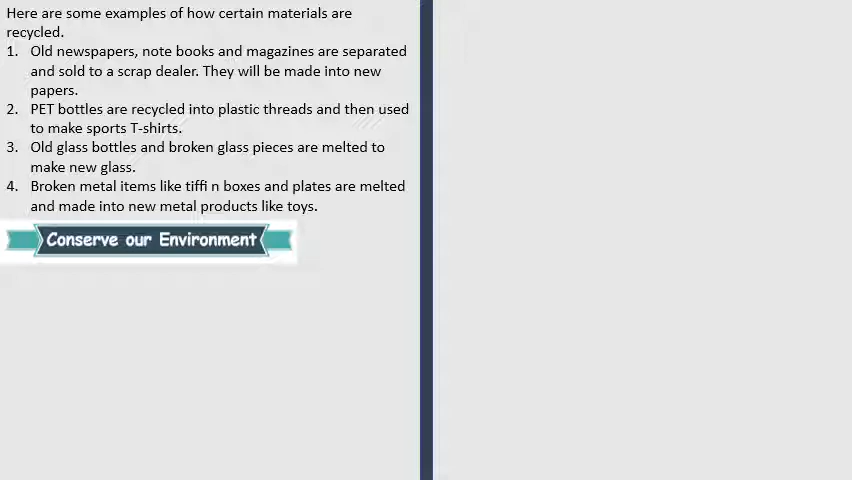 Here are some examples of how certain materials are
recycled.
1. Old newspapers, note books and magazines are separated
and sold to a scrap dealer. They will be made into new
papers.
2. PET bottles are recycled into plastic threads and then used
to make sports T-shirts.
3. Old glass bottles and broken glass pieces are melted to
make new glass.
4. Broken metal items like tiffi n boxes and plates are melted
and made into new metal products like toys.
Conserve our Environment